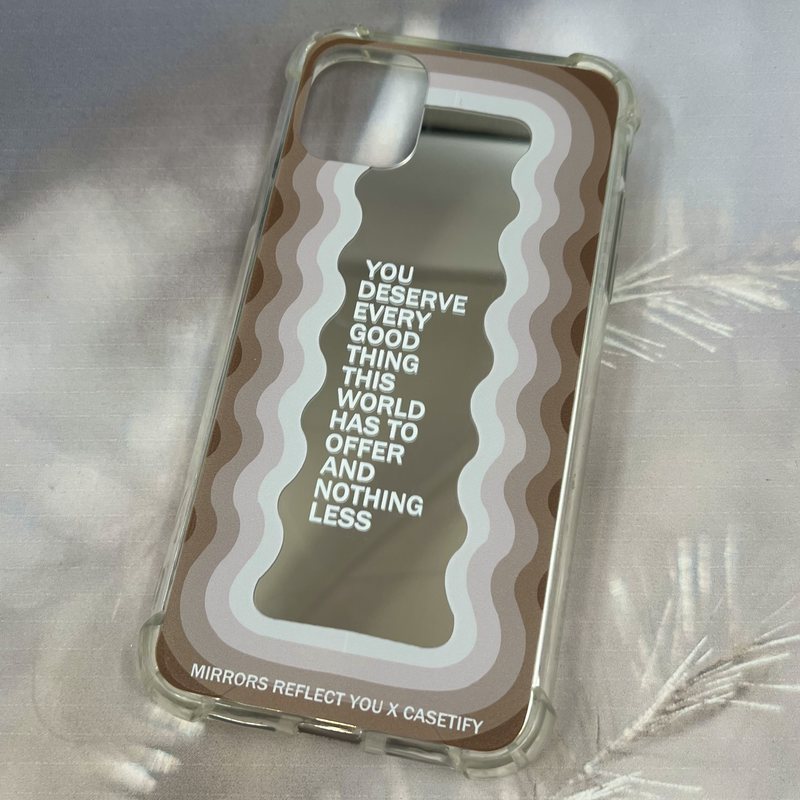 YOU
DESERVE
EVERY
GOOD
THING
THIS
WORLD
HAS TO
OFFER
AND
NOTHING
LESS
MIRRORS REFLECT YOU X CASETIFY